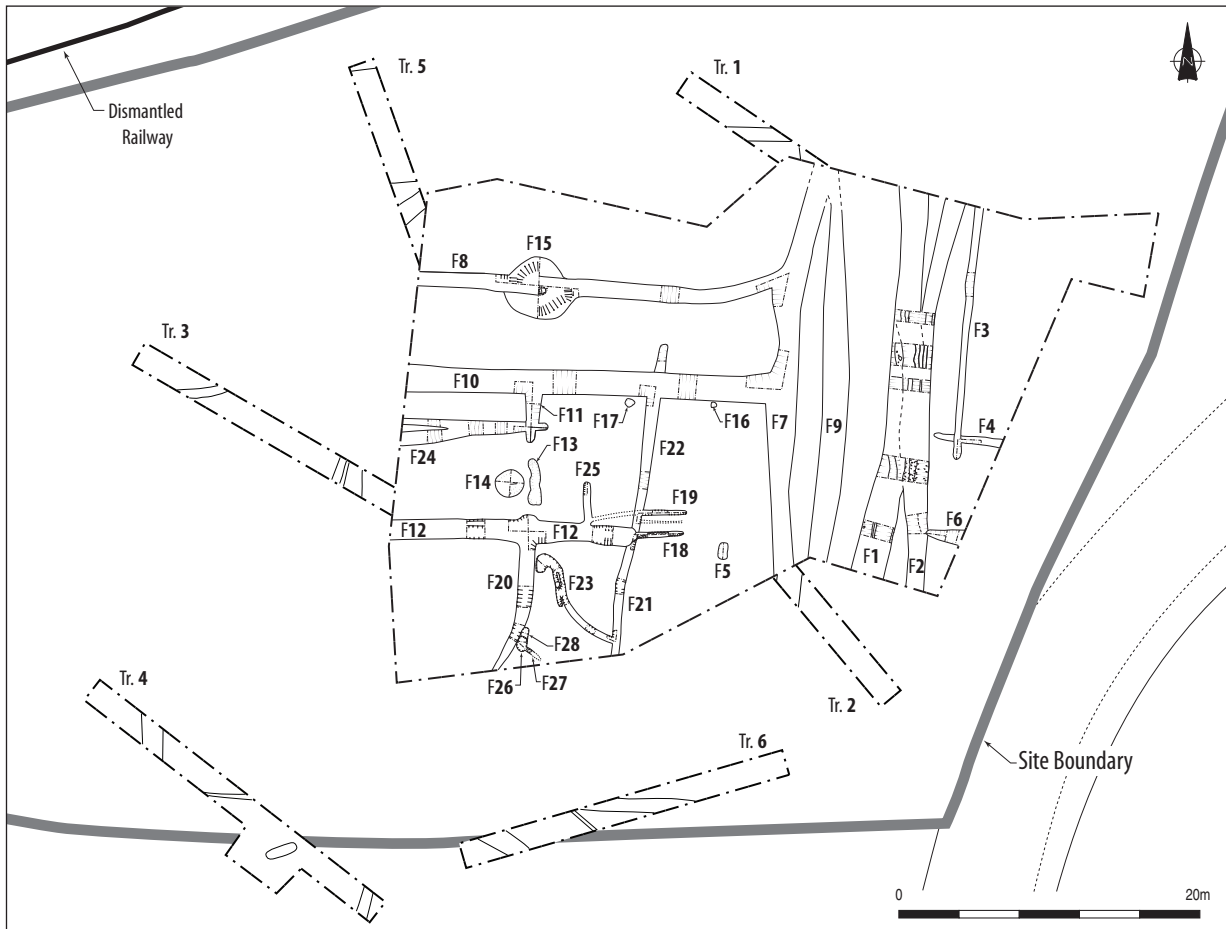 Tr. 5
Tr. 1
N
Dismantled
Railway
F15
F8
Tr. 3
F3
F10
F11
F17
F16
F7
F9
F4
F13
F24
F22
F25
F14
F19
F12
F12
F6
F18
F5
F1
F2
F20
F23
F21
F28
F26
F27
Tr. 4
Tr. 2
Tr. 6
Site Boundary
0
20m